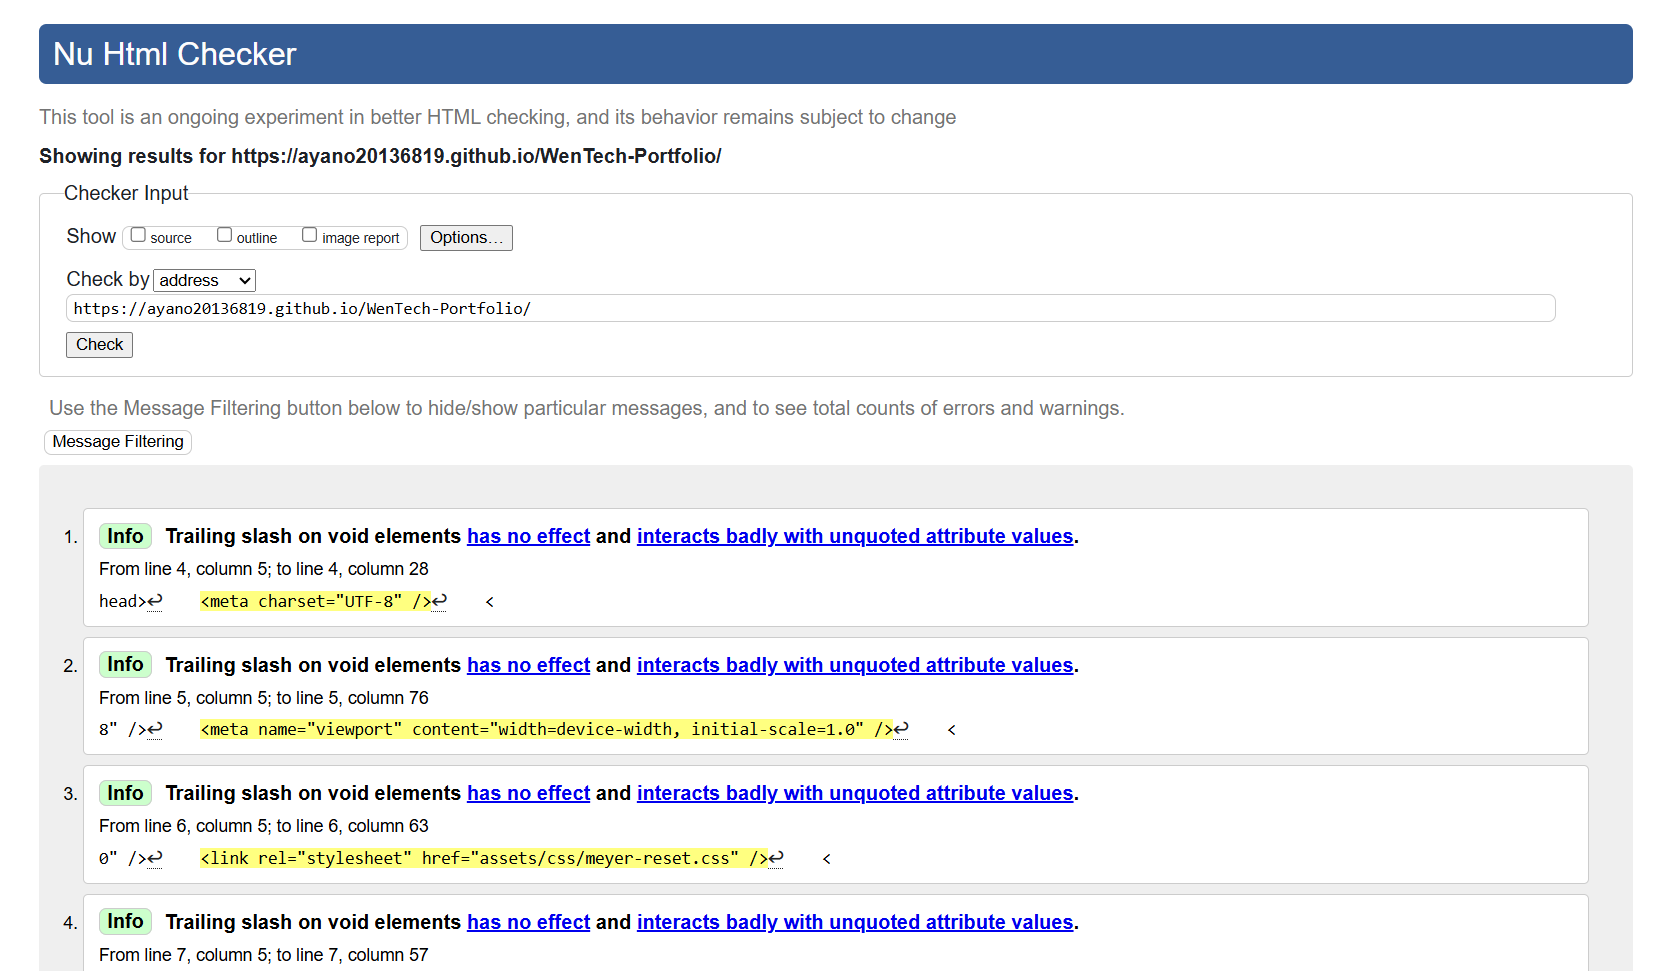 Nu Html Checker
This tool is an ongoing experiment in better HTML checking, and its behavior remains subject to change
Showing results for https://ayano20136819.github.io/WenTech-Portfolio/
Checker Input
Show source outline image report Options...
Check by address
https://ayano20136819.github.io/WenTech-Portfolio/
Check
Use the Message Filtering button below to hide/show particular messages, and to see total counts of errors and warnings.
Message Filtering
1. Info Trailing slash on void elements has no effect and interacts badly with unquoted attribute values.
From line 4, column 5; to line 4, column 28
head>↩ <meta charset="UTF-8" />↩ <
2. Info Trailing slash on void elements has no effect and interacts badly with unquoted attribute values.
From line 5, column 5; to line 5, column 76
8" />↩ <meta name="viewport" content="width=device-width, initial-scale=1.0" />↩ <
3. Info Trailing slash on void elements has no effect and interacts badly with unquoted attribute values.
From line 6, column 5; to line 6, column 63
0" />↩ <link rel="stylesheet" href="assets/css/meyer-reset.css" />↩ <
4. Info Trailing slash on void elements has no effect and interacts badly with unquoted attribute values.
From line 7, column 5; to line 7, column 57